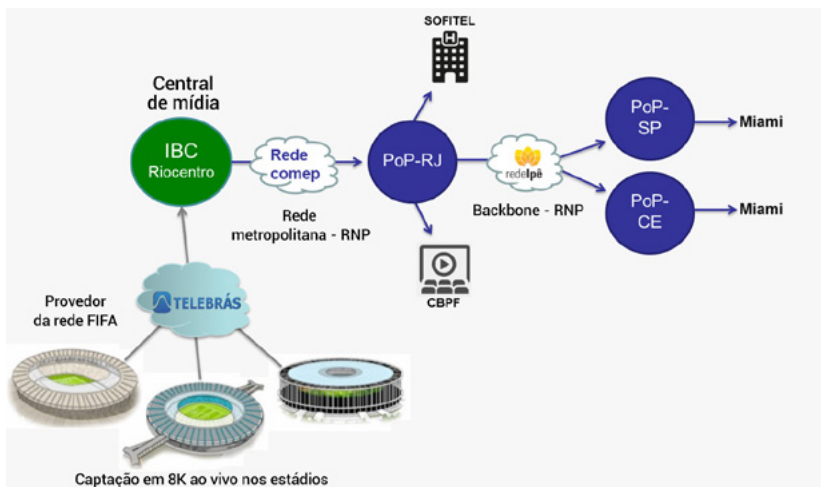 SOFITEL
H
Central
de mídia
IBC
Riocentro
Rede
comep
PoP-RJ
redeIpê
PoP-
SP
Miami
PoP-
CE
Miami
Rede
metropolitana - RNP
Backbone - RNP
CBPF
TELEBRÁS
Provedor
da rede FIFA
Captação em 8K ao vivo nos estádios